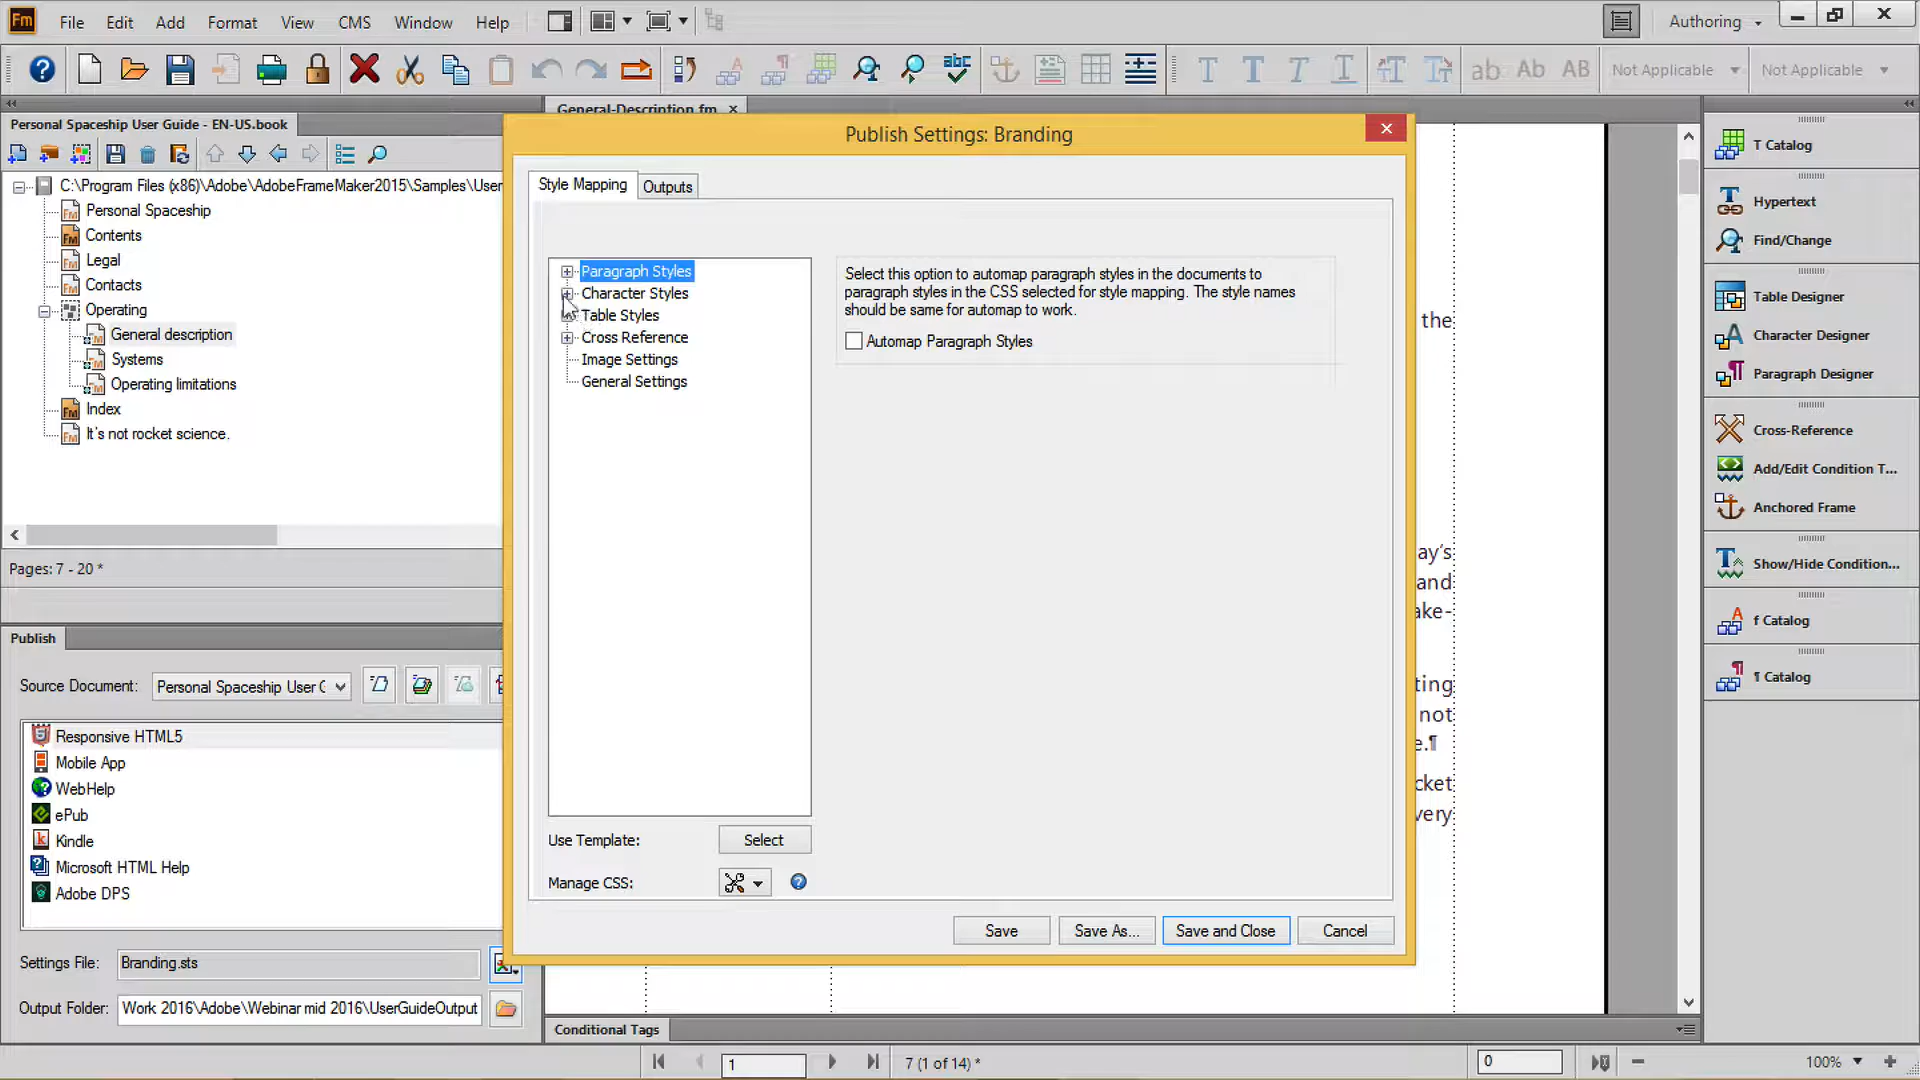 Fm File Edit Add Format View CMS Window Help Authoring
Not Applicable Not Applicable
Personal Spaceship User Guide - EN-US.book
General-Description.fm
C:\Program Files (x86)\Adobe\AdobeFrameMaker2015\Samples\User
Personal Spaceship
Contents
Legal
Contacts
Operating
General description
Systems
Operating limitations
Index
It's not rocket science.
Pages: 7 - 20 *
Publish
Source Document: Personal Spaceship User G
Responsive HTML5
Mobile App
WebHelp
ePub
Kindle
Microsoft HTML Help
Adobe DPS
Settings File: Branding.sts
Output Folder: Work 2016\Adobe\Webinar mid 2016\UserGuideOutput
Publish Settings: Branding
Style Mapping Outputs
Paragraph Styles
Character Styles
Table Styles
Cross Reference
Image Settings
General Settings
Select this option to automap paragraph styles in the documents to
paragraph styles in the CSS selected for style mapping. The style names
should be same for automap to work.
Automap Paragraph Styles
Use Template: Select
Manage CSS:
Save Save As... Save and Close Cancel
the
ay's
and
ake-
ting
not
e.¶
cket
very
Conditional Tags
1 7 (1 of 14) * 0 100%
T Catalog
Hypertext
Find/Change
Table Designer
Character Designer
Paragraph Designer
Cross-Reference
Add/Edit Condition T...
Anchored Frame
Show/Hide Condition...
f Catalog
¶ Catalog